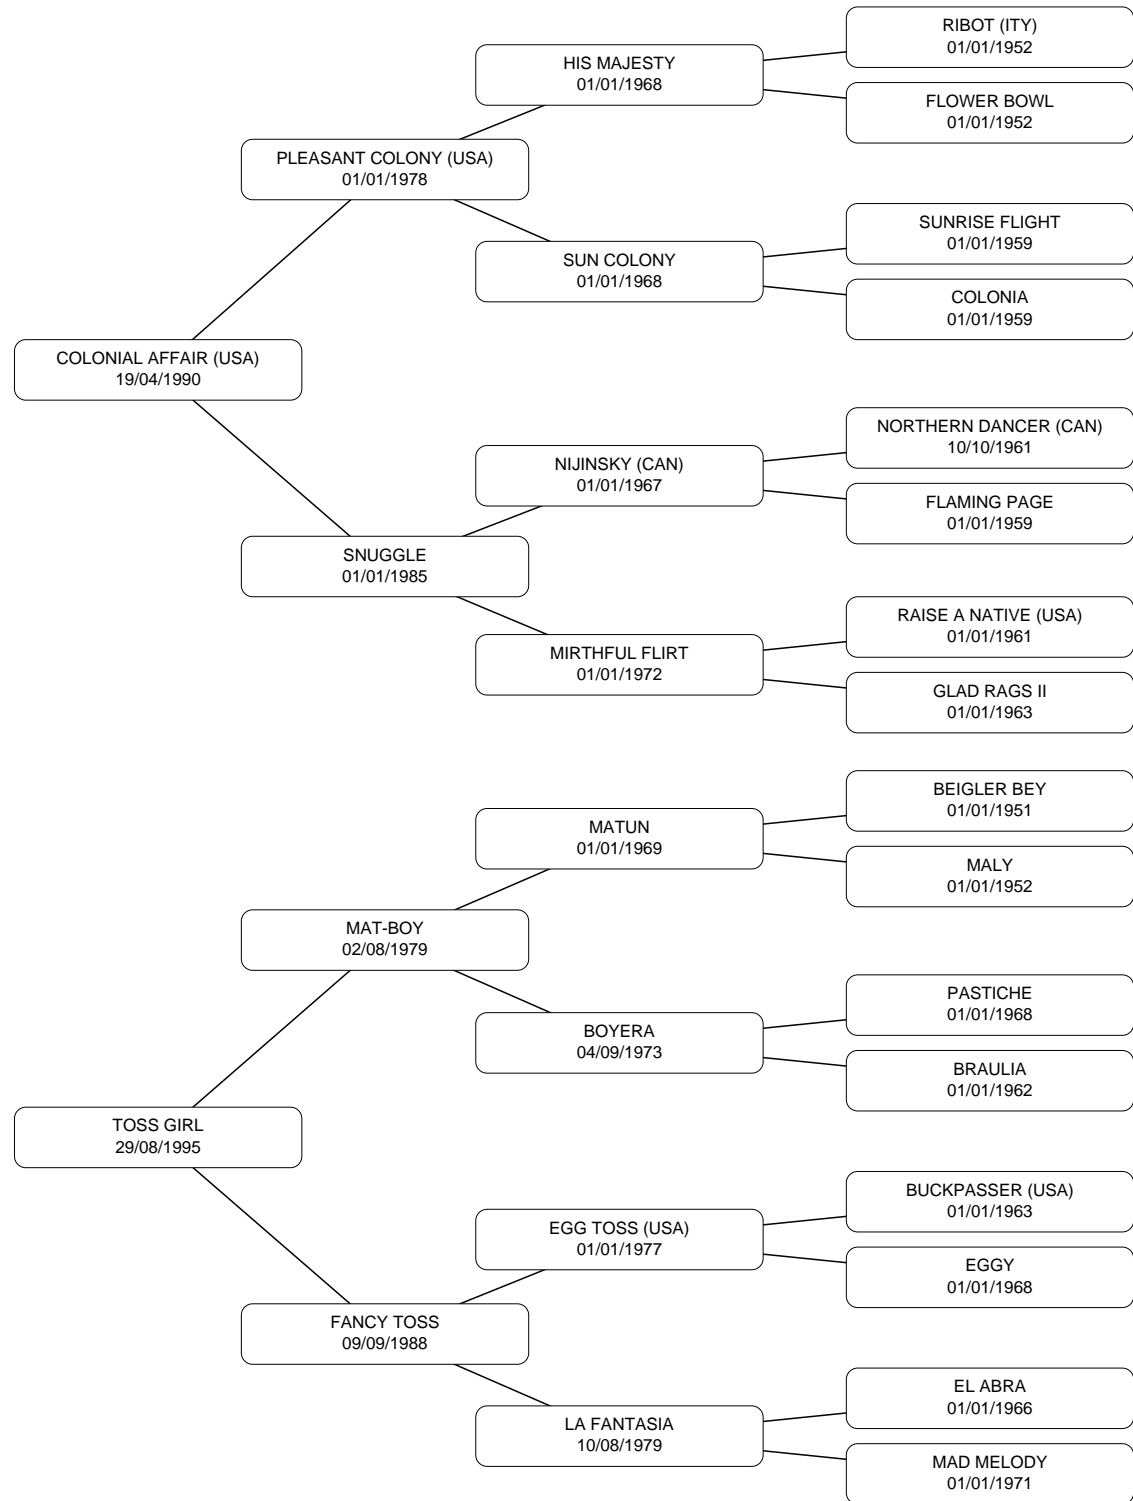 RIBOT (ITY)
01/01/1952
HIS MAJESTY
01/01/1968
FLOWER BOWL
01/01/1952
PLEASANT COLONY (USA)
01/01/1978
SUNRISE FLIGHT
01/01/1959
SUN COLONY
01/01/1968
COLONIA
01/01/1959
COLONIAL AFFAIR (USA)
19/04/1990
NORTHERN DANCER (CAN)
10/10/1961
NIJINSKY (CAN)
01/01/1967
FLAMING PAGE
01/01/1959
SNUGGLE
01/01/1985
RAISE A NATIVE (USA)
01/01/1961
MIRTHFUL FLIRT
01/01/1972
GLAD RAGS II
01/01/1963
BEIGLER BEY
01/01/1951
MATUN
01/01/1969
MALY
01/01/1952
MAT-BOY
02/08/1979
PASTICHE
01/01/1968
BOYERA
04/09/1973
BRAULIA
01/01/1962
TOSS GIRL
29/08/1995
BUCKPASSER (USA)
01/01/1963
EGG TOSS (USA)
01/01/1977
EGGY
01/01/1968
FANCY TOSS
09/09/1988
EL ABRA
01/01/1966
LA FANTASIA
10/08/1979
MAD MELODY
01/01/1971